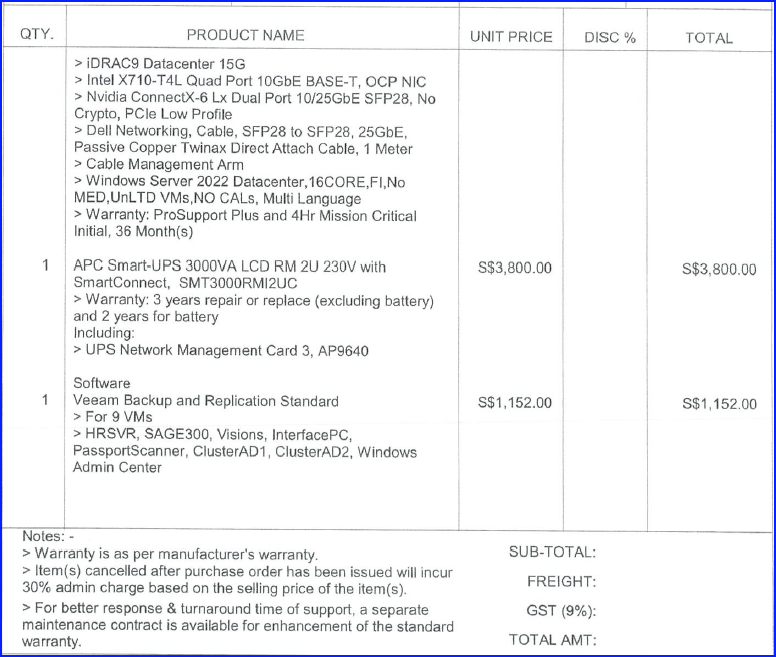 QTY. PRODUCT NAME UNIT PRICE DISC % TOTAL
> iDRAC9 Datacenter 15G
> Intel X710-T4L Quad Port 10GbE BASE-T, OCP NIC
> Nvidia ConnectX-6 Lx Dual Port 10/25GbE SFP28, No
Crypto, PCIe Low Profile
> Dell Networking, Cable, SFP28 to SFP28, 25GbE,
Passive Copper Twinax Direct Attach Cable, 1 Meter
> Cable Management Arm
> Windows Server 2022 Datacenter,16CORE,FI,No
MED,UnLTD VMs,NO CALs, Multi Language
> Warranty: ProSupport Plus and 4Hr Mission Critical
Initial, 36 Month(s)
1 APC Smart-UPS 3000VA LCD RM 2U 230V with S$3,800.00 S$3,800.00
SmartConnect, SMT3000RMI2UC
> Warranty: 3 years repair or replace (excluding battery)
and 2 years for battery
Including:
> UPS Network Management Card 3, AP9640
Software
1 Veeam Backup and Replication Standard S$1,152.00 S$1,152.00
> For 9 VMs
> HRSVR, SAGE300, Visions, InterfacePC,
PassportScanner, ClusterAD1, ClusterAD2, Windows
Admin Center
Notes: -
> Warranty is as per manufacturer's warranty.
> Item(s) cancelled after purchase order has been issued will incur
30% admin charge based on the selling price of the item(s).
> For better response & turnaround time of support, a separate
maintenance contract is available for enhancement of the standard
warranty.
SUB-TOTAL:
FREIGHT:
GST (9%):
TOTAL AMT: